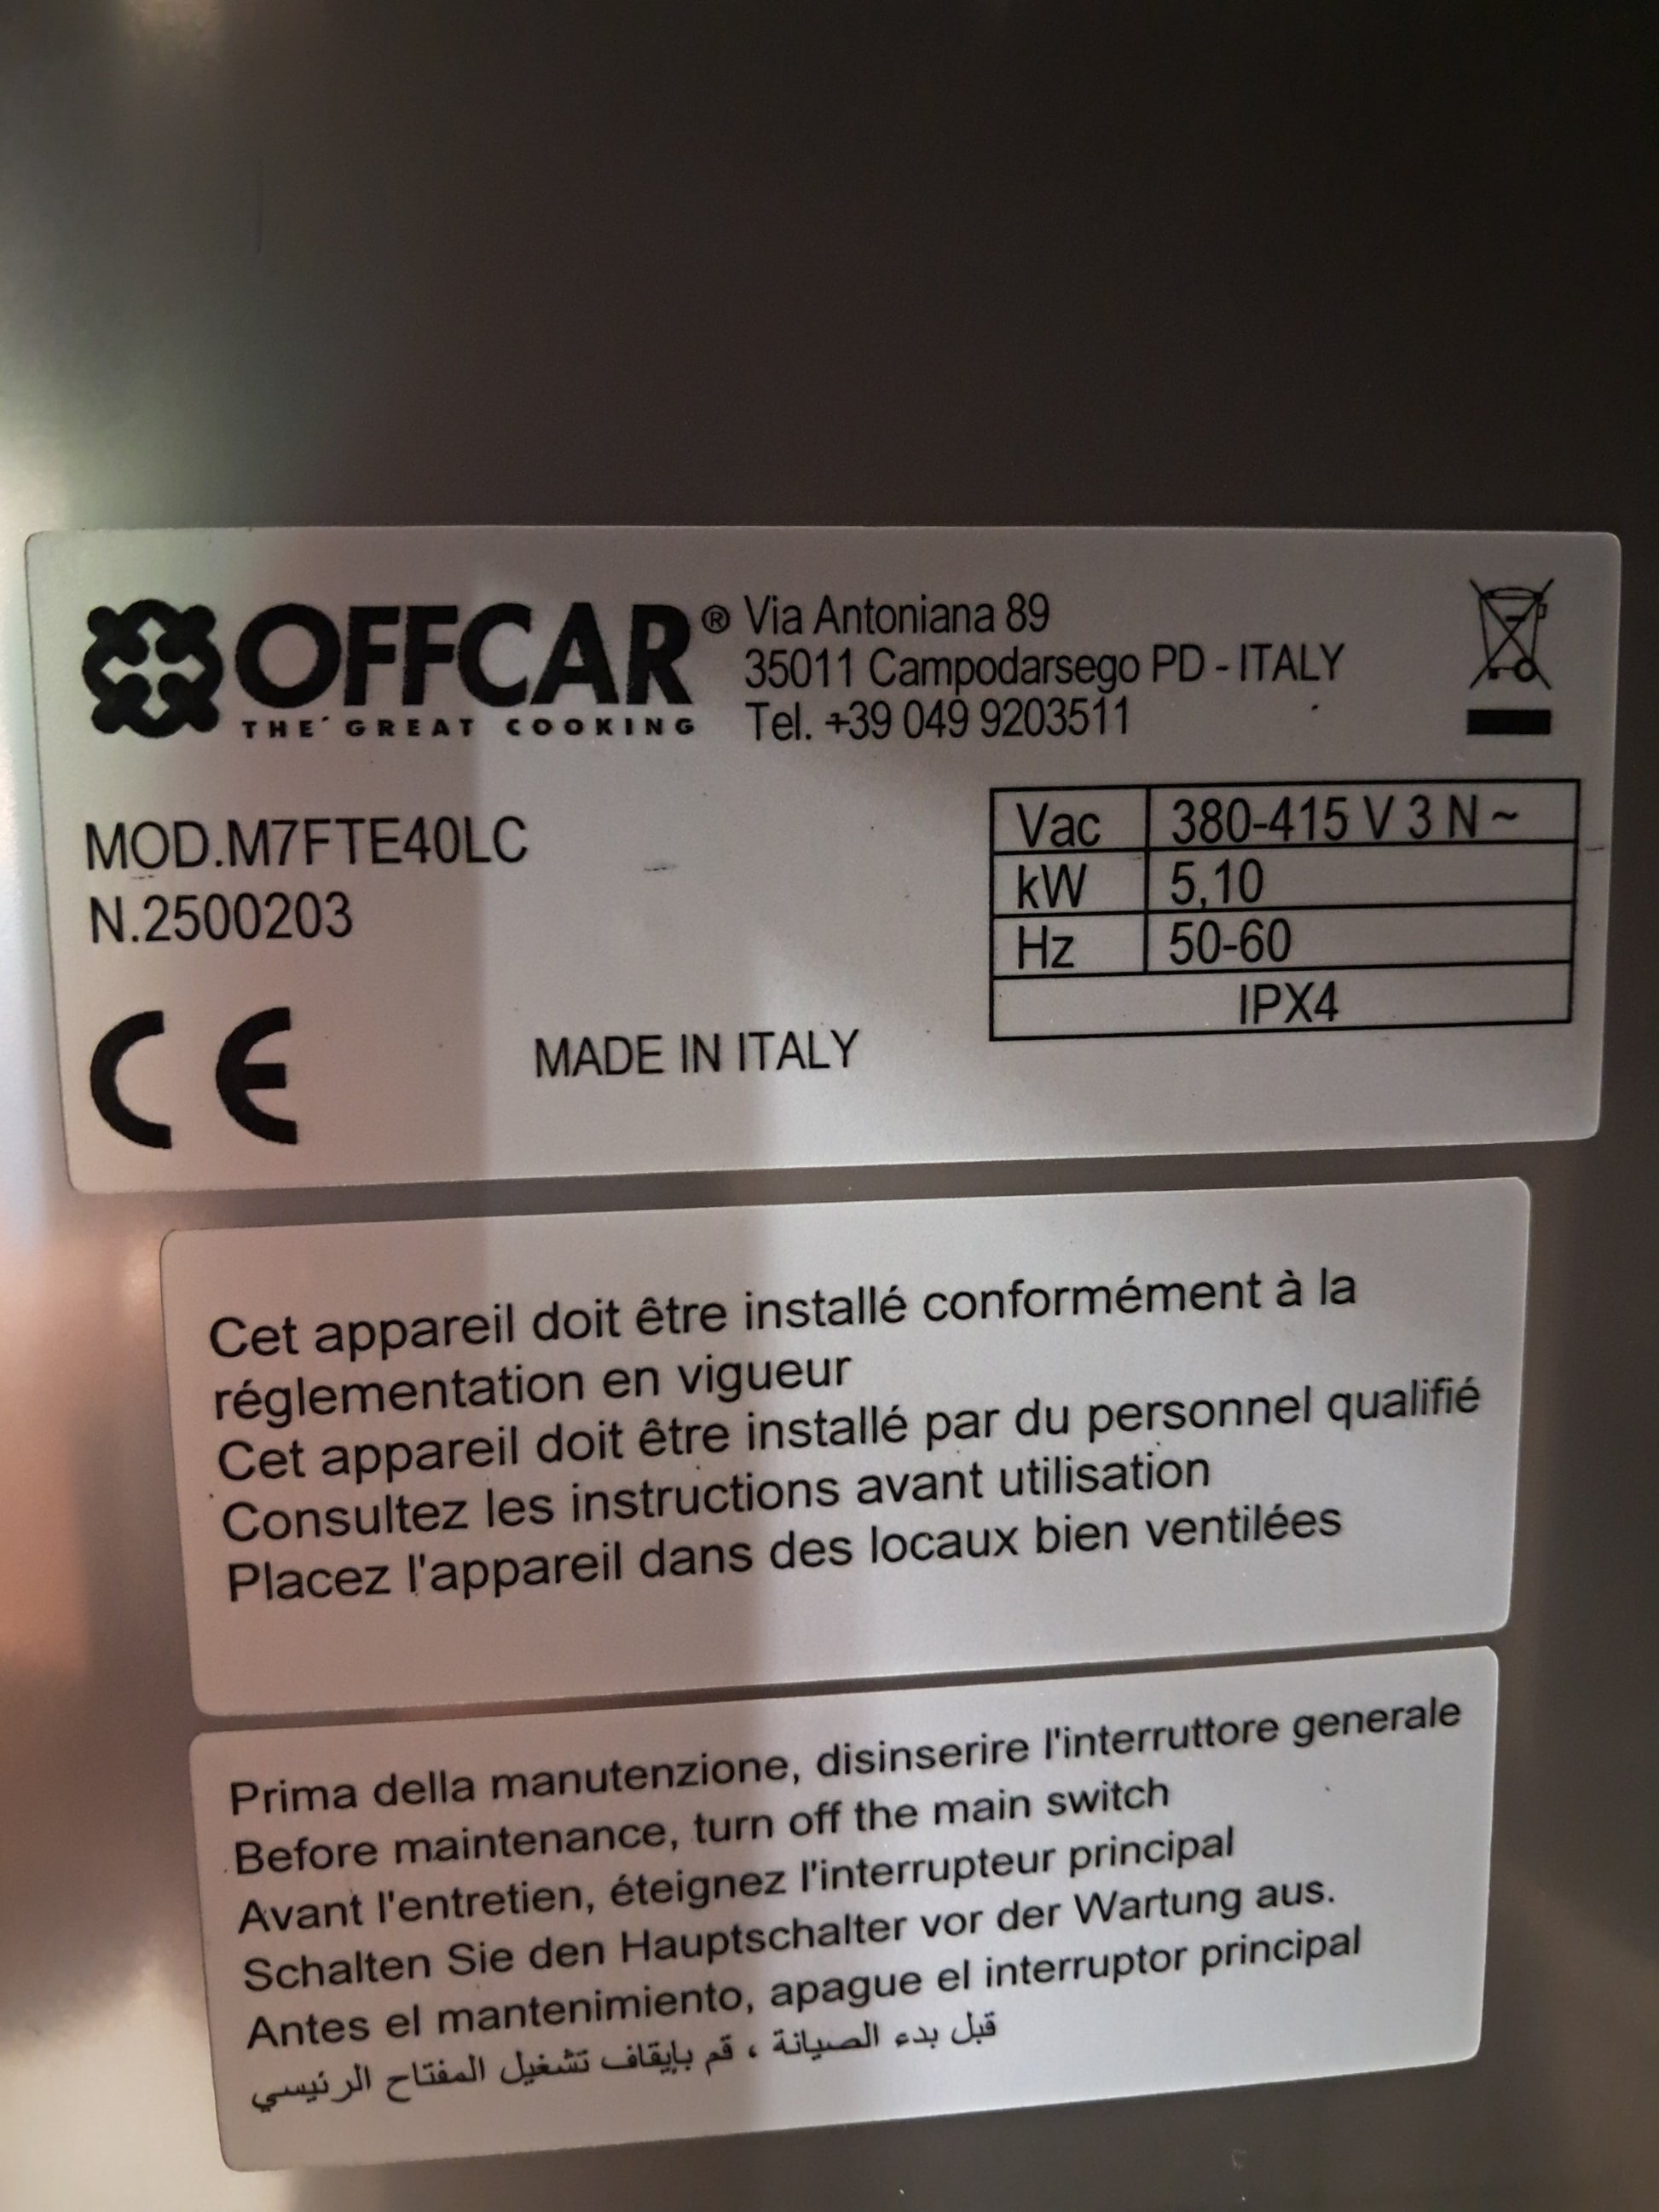 OFFCAR®
THE GREAT COOKING
Via Antoniana 89
35011 Campodarsego PD - ITALY
Tel. +39 049 9203511
MOD.M7FTE40LC
N.2500203
Vac 380-415 V 3 N ~
kW 5,10
Hz 50-60
IPX4
CE
MADE IN ITALY
Cet appareil doit être installé conformément à la
réglementation en vigueur
Cet appareil doit être installé par du personnel qualifié
Consultez les instructions avant utilisation
Placez l'appareil dans des locaux bien ventilées
Prima della manutenzione, disinserire l'interruttore generale
Before maintenance, turn off the main switch
Avant l'entretien, éteignez l'interrupteur principal
Schalten Sie den Hauptschalter vor der Wartung aus.
Antes el mantenimiento, apague el interruptor principal
قبل بدء الصيانة ، قم بإيقاف تشغيل المفتاح الرئيسي